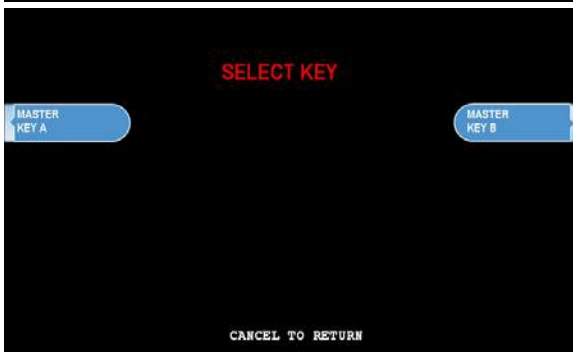 SELECT KEY
MASTER
KEY A
MASTER
KEY B
CANCEL TO RETURN